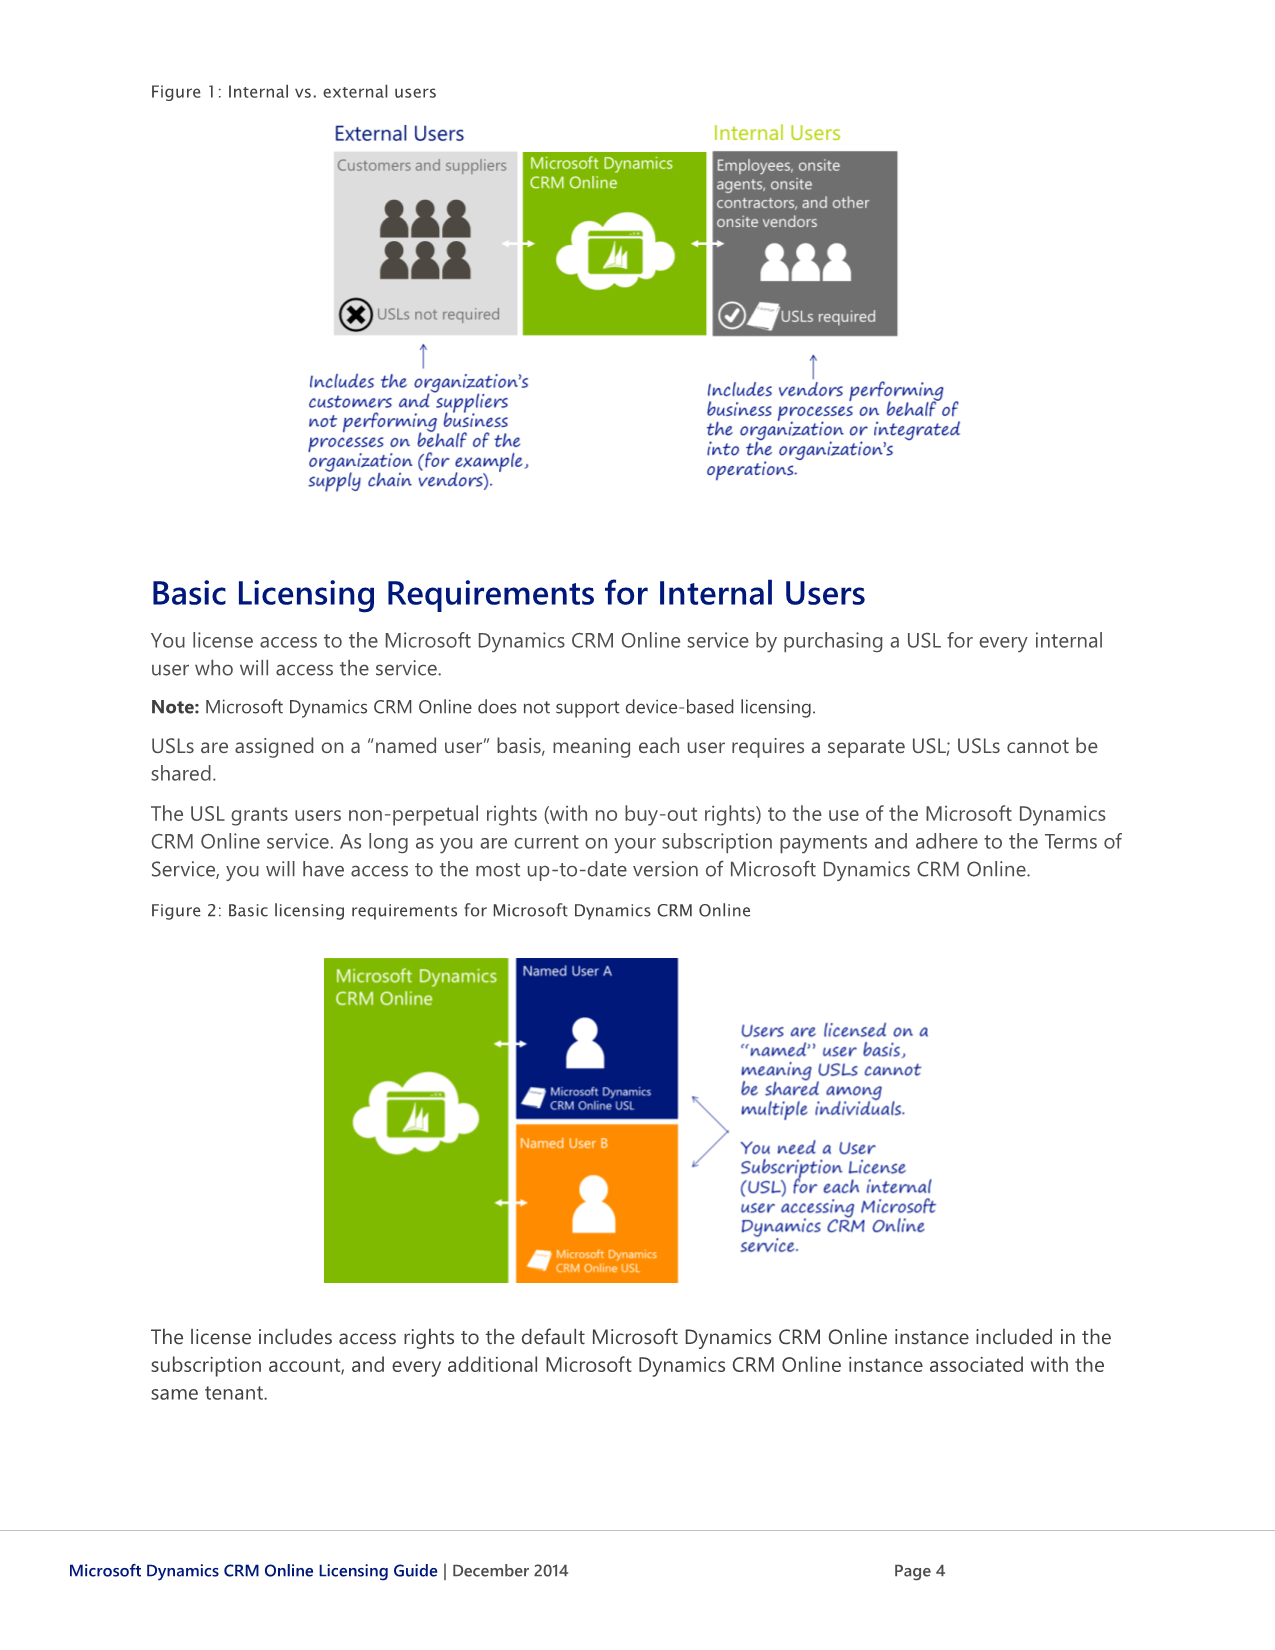 Figure 1: Internal vs. external users
External Users
Internal Users
Customers and suppliers
Microsoft Dynamics
CRM Online
Employees, onsite
agents, onsite
contractors, and other
onsite vendors
USLs not required
USLs required
Includes the organization's
customers and suppliers
not performing business
processes on behalf of the
organization (for example,
supply chain vendors).
Includes vendors performing
business processes on behalf of
the organization or integrated
into the organization's
operations.
Basic Licensing Requirements for Internal Users
You license access to the Microsoft Dynamics CRM Online service by purchasing a USL for every internal
user who will access the service.
Note: Microsoft Dynamics CRM Online does not support device-based licensing.
USLs are assigned on a “named user” basis, meaning each user requires a separate USL; USLs cannot be
shared.
The USL grants users non-perpetual rights (with no buy-out rights) to the use of the Microsoft Dynamics
CRM Online service. As long as you are current on your subscription payments and adhere to the Terms of
Service, you will have access to the most up-to-date version of Microsoft Dynamics CRM Online.
Figure 2: Basic licensing requirements for Microsoft Dynamics CRM Online
Microsoft Dynamics
CRM Online
Named User A
Microsoft Dynamics
CRM Online USL
Named User B
Microsoft Dynamics
CRM Online USL
Users are licensed on a
“named” user basis,
meaning USLs cannot
be shared among
multiple individuals.
You need a User
Subscription License
(USL) for each internal
user accessing Microsoft
Dynamics CRM Online
service.
The license includes access rights to the default Microsoft Dynamics CRM Online instance included in the
subscription account, and every additional Microsoft Dynamics CRM Online instance associated with the
same tenant.
Microsoft Dynamics CRM Online Licensing Guide | December 2014
Page 4